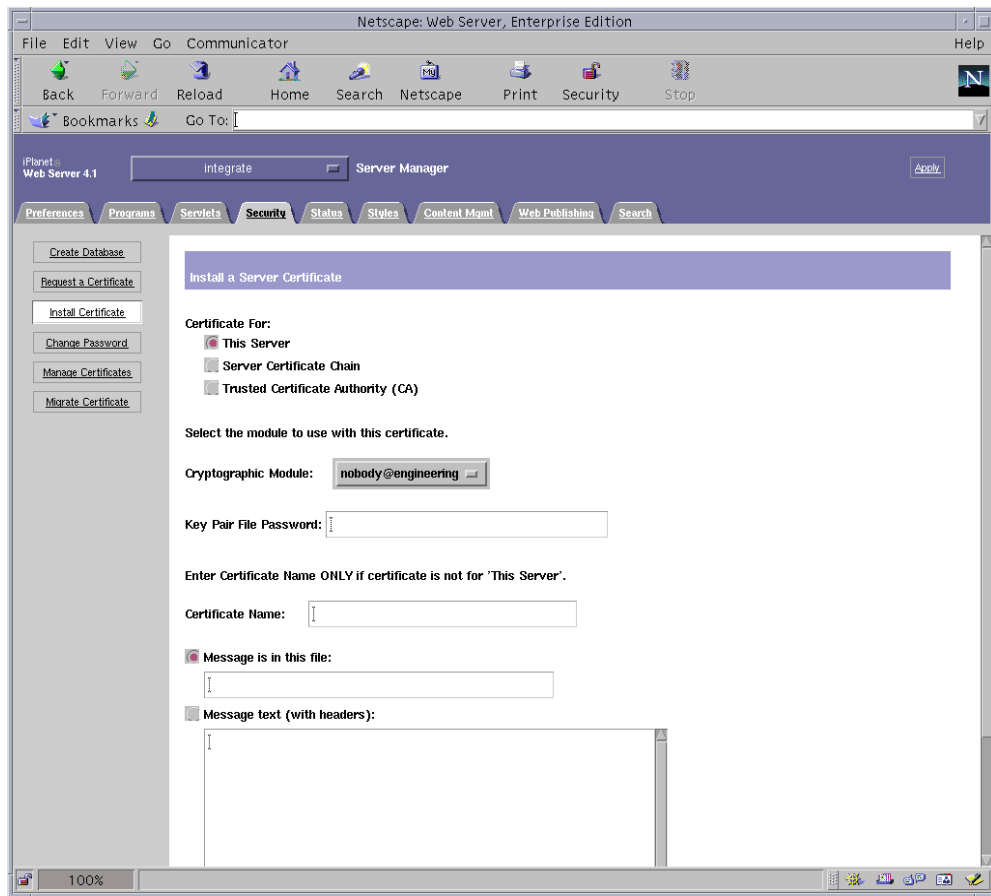 Netscape: Web Server, Enterprise Edition
File Edit View Go Communicator Help
Back Forward Reload Home Search Netscape Print Security Stop
My
N
Bookmarks Go To:
iPlanet
Web Server 4.1
integrate
Server Manager
Apply
Preferences Programs Servlets Security Status Styles Content Mgmt Web Publishing Search
Create Database
Request a Certificate
Install Certificate
Change Password
Manage Certificates
Migrate Certificate
Install a Server Certificate
Certificate For:
This Server
Server Certificate Chain
Trusted Certificate Authority (CA)
Select the module to use with this certificate.
Cryptographic Module: nobody@engineering
Key Pair File Password:
Enter Certificate Name ONLY if certificate is not for 'This Server'.
Certificate Name:
Message is in this file:
Message text (with headers):
100%